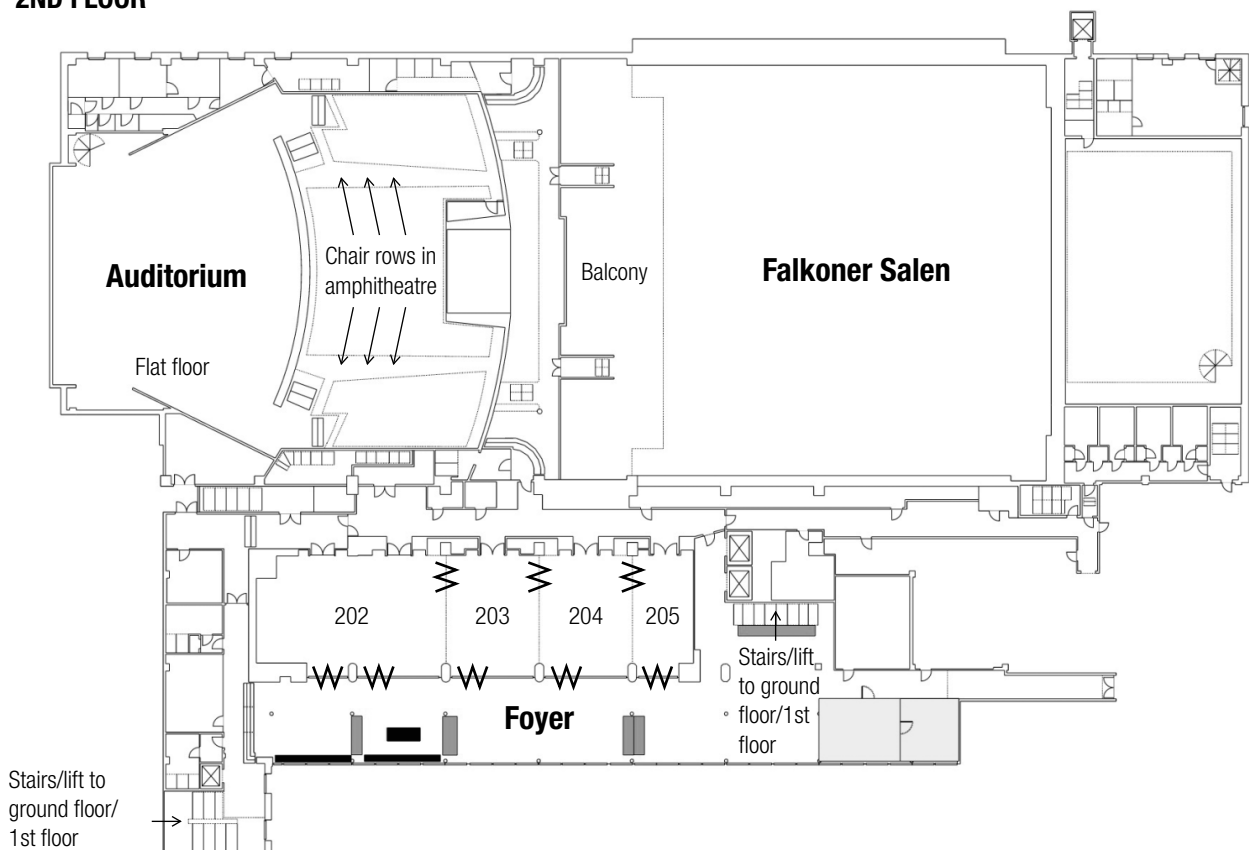 2ND FLOOR
Auditorium
Chair rows in
amphitheatre
Balcony
Falkoner Salen
Flat floor
202
203
204
205
Stairs/lift
to ground
floor/1st
floor
Foyer
Stairs/lift to
ground floor/
1st floor